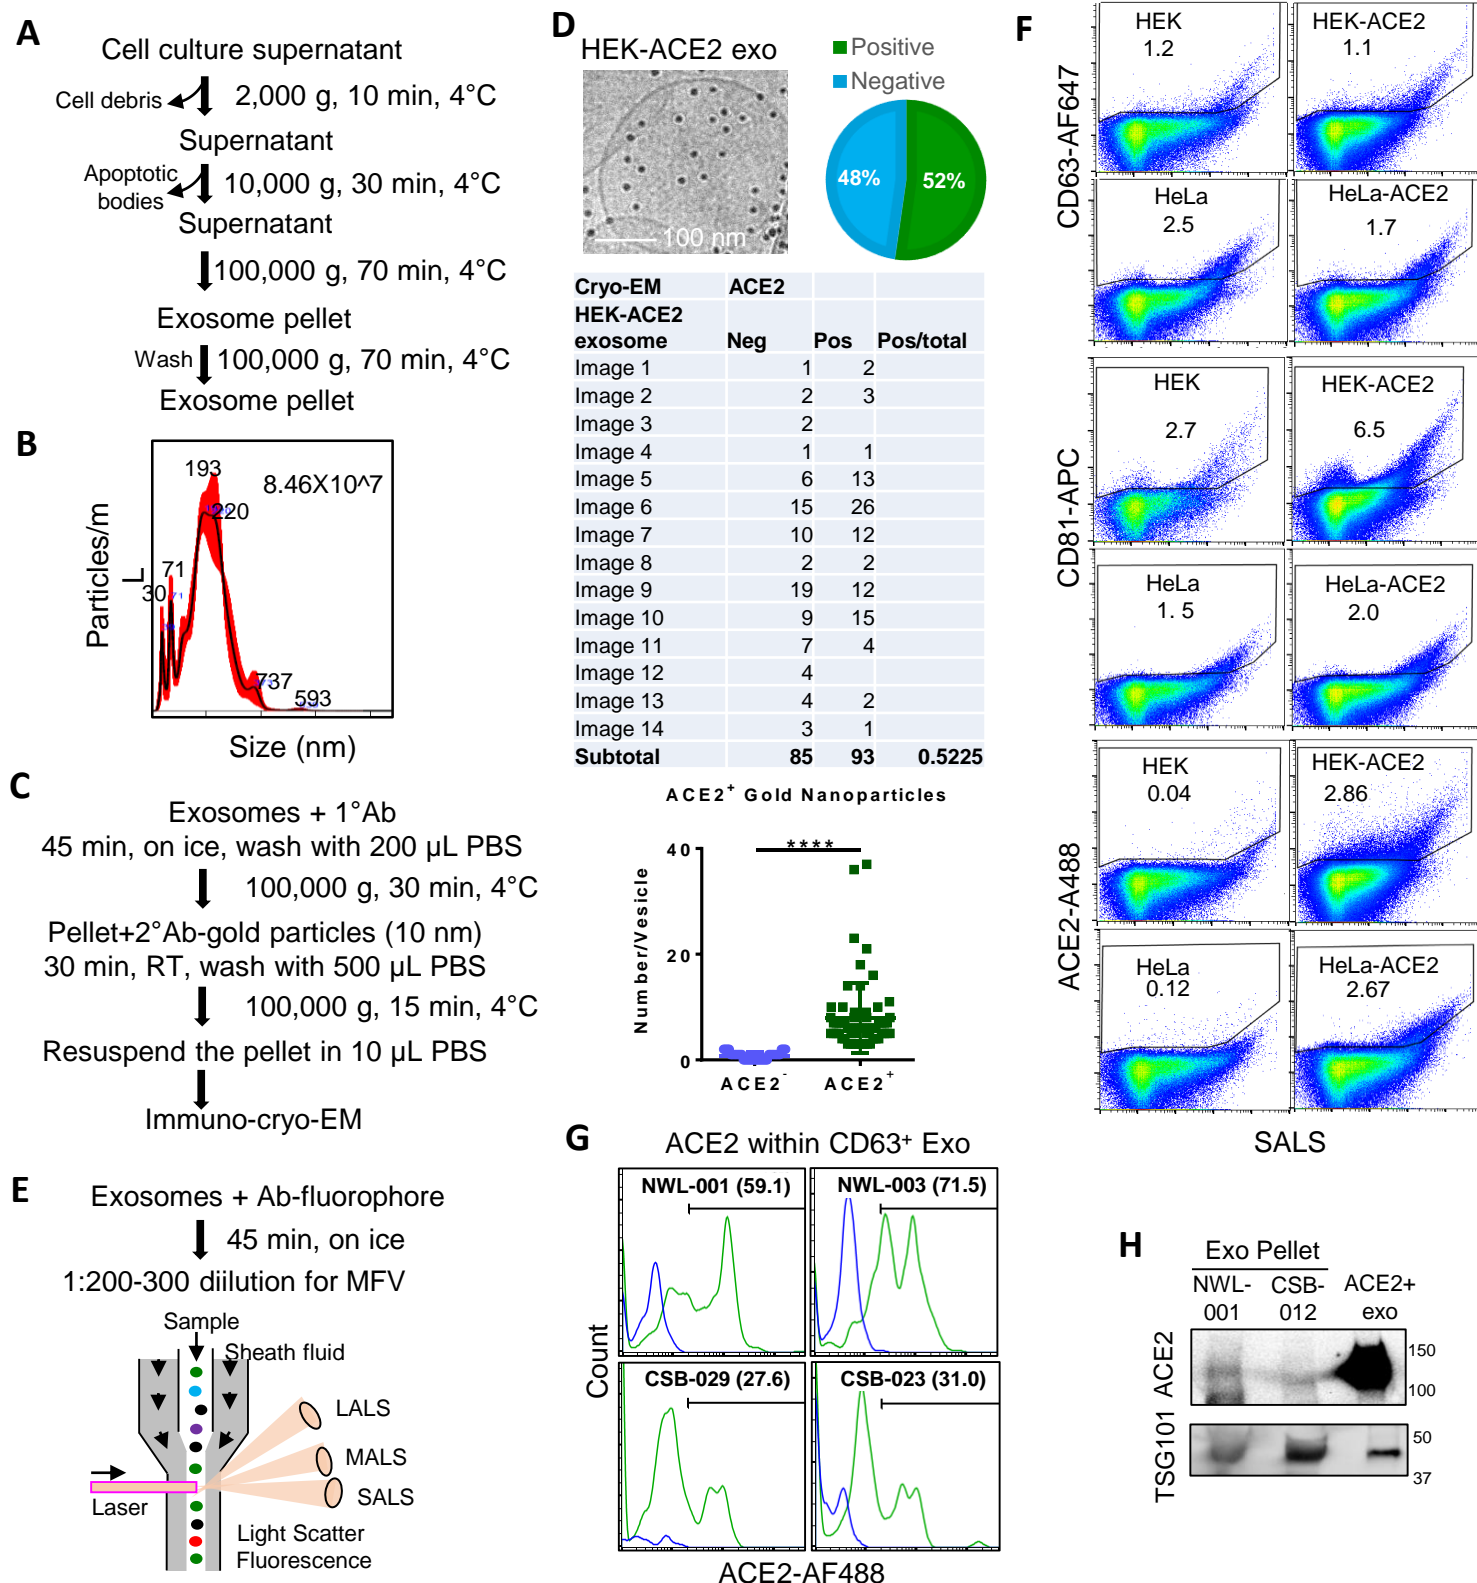 A
Cell culture supernatant
Cell debris
2,000 g, 10 min, 4°C
Supernatant
Apoptotic
bodies
10,000 g, 30 min, 4°C
Supernatant
100,000 g, 70 min, 4°C
Exosome pellet
Wash
100,000 g, 70 min, 4°C
Exosome pellet
B
193
8.46X10^7
220
71
30
737
593
Particles/m
L
Size (nm)
C
Exosomes + 1°Ab
45 min, on ice, wash with 200 µL PBS
100,000 g, 30 min, 4°C
Pellet+2°Ab-gold particles (10 nm)
30 min, RT, wash with 500 µL PBS
100,000 g, 15 min, 4°C
Resuspend the pellet in 10 µL PBS
Immuno-cryo-EM
D
HEK-ACE2 exo
100 nm
Positive
Negative
48%
52%
Cryo-EM ACE2
HEK-ACE2
exosome Neg Pos Pos/total
Image 1 1 2
Image 2 2 3
Image 3 2
Image 4 1 1
Image 5 6 13
Image 6 15 26
Image 7 10 12
Image 8 2 2
Image 9 19 12
Image 10 9 15
Image 11 7 4
Image 12 4
Image 13 4 2
Image 14 3 1
Subtotal 85 93 0.5225
ACE2+ Gold Nanoparticles
****
40
20
0
Number/Vesicle
ACE2-
ACE2+
E
Exosomes + Ab-fluorophore
45 min, on ice
1:200-300 diilution for MFV
Sample
Sheath fluid
LALS
MALS
SALS
Laser
Light Scatter
Fluorescence
F
CD63-AF647
HEK
1.2
HEK-ACE2
1.1
HeLa
2.5
HeLa-ACE2
1.7
CD81-APC
HEK
2.7
HEK-ACE2
6.5
HeLa
1. 5
HeLa-ACE2
2.0
ACE2-A488
HEK
0.04
HEK-ACE2
2.86
HeLa
0.12
HeLa-ACE2
2.67
SALS
G
ACE2 within CD63+ Exo
NWL-001 (59.1)
NWL-003 (71.5)
CSB-029 (27.6)
CSB-023 (31.0)
Count
ACE2-AF488
H
Exo Pellet
NWL-
001
CSB-
012
ACE2+
exo
ACE2
150
100
TSG101
50
37